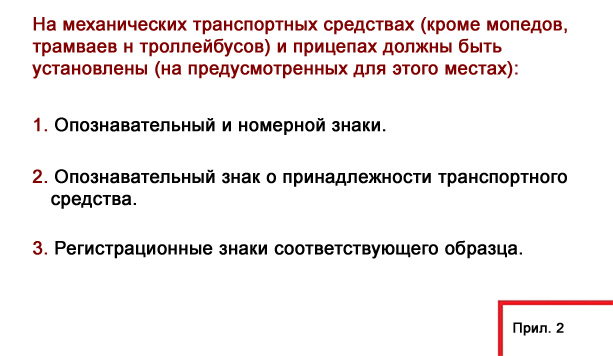 На механических транспортных средствах (кроме мопедов,
трамваев н троллейбусов) и прицепах должны быть
установлены (на предусмотренных для этого местах):
1. Опознавательный и номерной знаки.
2. Опознавательный знак о принадлежности транспортного
средства.
3. Регистрационные знаки соответствующего образца.
Прил. 2